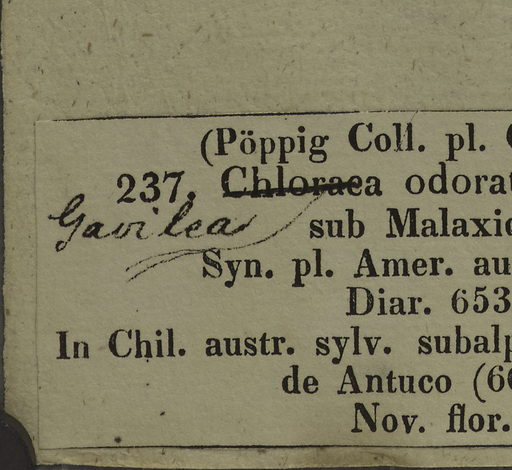 (Pöppig Coll. pl.
237. Chloraea odorat
Gavilea sub Malaxid
Syn. pl. Amer. au
Diar. 653
In Chil. austr. sylv. subalp
de Antuco (6
Nov. flor.